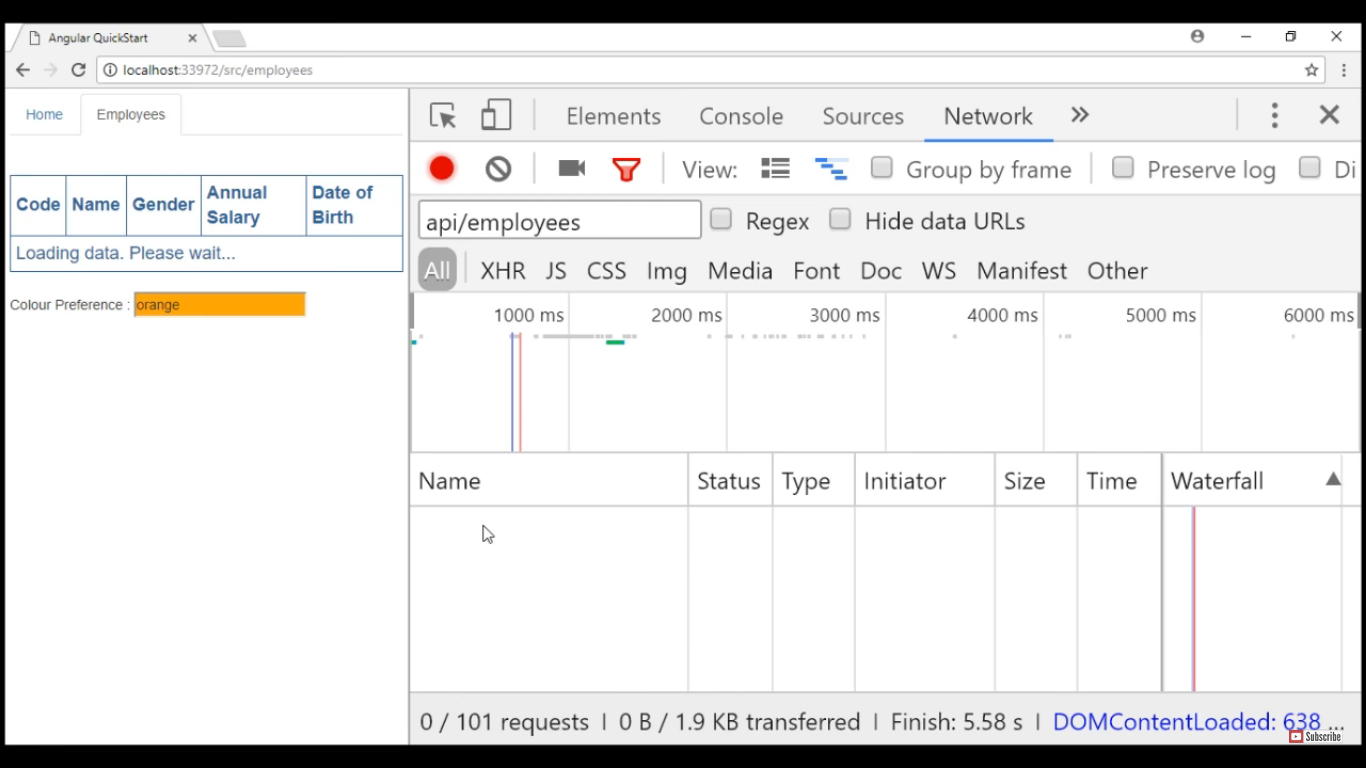 Angular QuickStart
localhost:33972/src/employees
Home Employees
Code Name Gender Annual Salary Date of Birth
Loading data. Please wait...
Colour Preference : orange
Elements Console Sources Network
View: Group by frame Preserve log Di
api/employees Regex Hide data URLs
All XHR JS CSS Img Media Font Doc WS Manifest Other
1000 ms 2000 ms 3000 ms 4000 ms 5000 ms 6000 ms
Name Status Type Initiator Size Time Waterfall
0 / 101 requests | 0 B / 1.9 KB transferred | Finish: 5.58 s | DOMContentLoaded: 638 ...
Subscribe